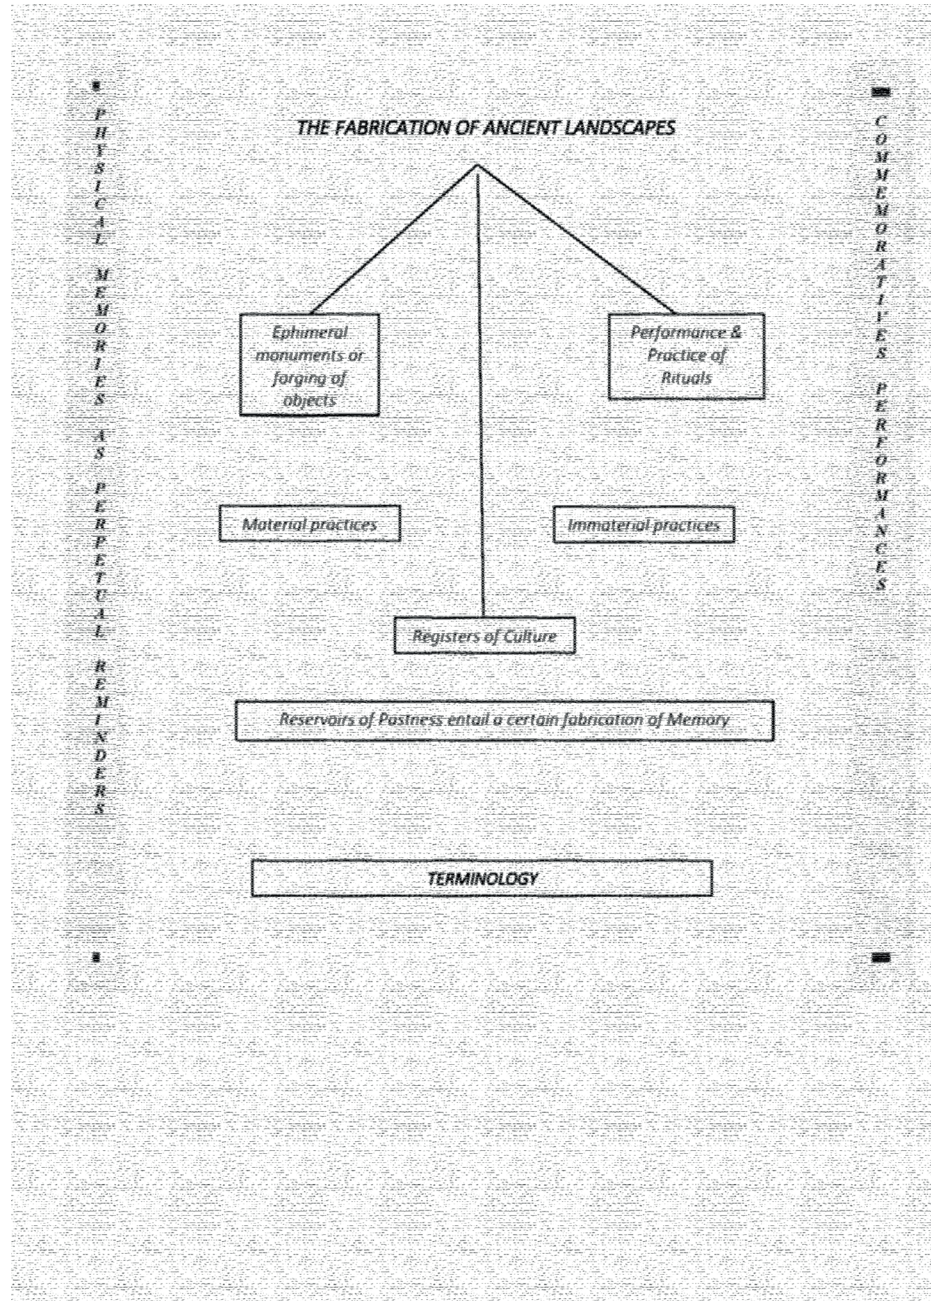 THE FABRICATION OF ANCIENT LANDSCAPES
PHYSICAL MEMORIES AS PERPETUAL REMINDERS
COMMEMORATIVES PERFORMANCES
Ephimeral
monuments or
forging of
objects
Performance &
Practice of
Rituals
Material practices
Immaterial practices
Registers of Culture
Reservoirs of Pastness entail a certain fabrication of Memory
TERMINOLOGY